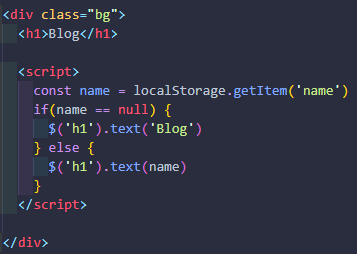 <div class="bg">
  <h1>Blog</h1>

  <script>
    const name = localStorage.getItem('name')
    if(name == null) {
      $('h1').text('Blog')
    } else {
      $('h1').text(name)
    }
  </script>

</div>